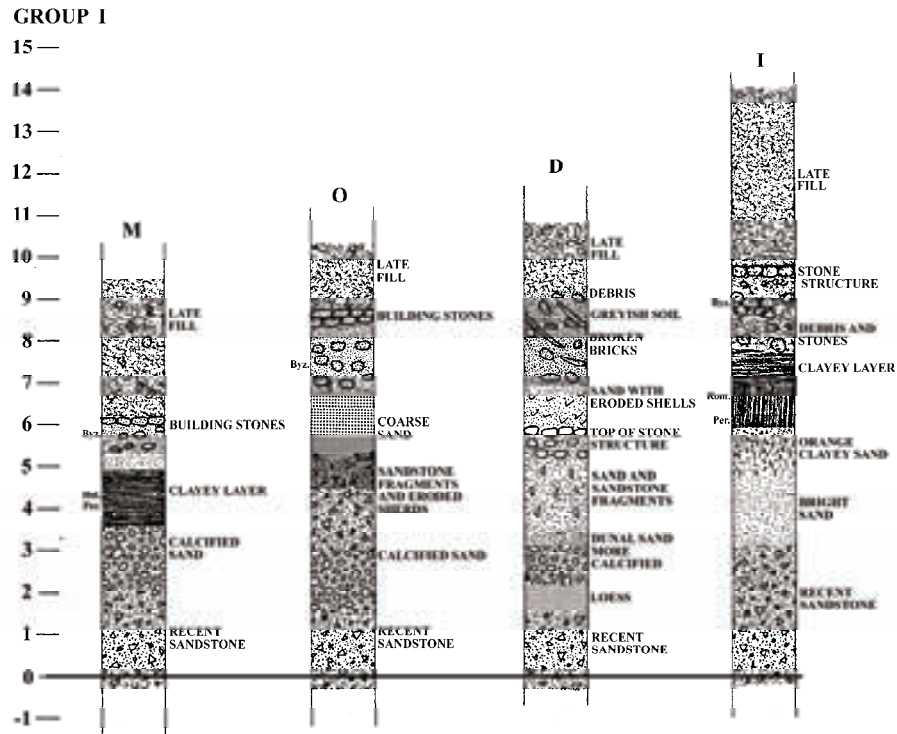 GROUP I
15
14
13
12
11
10
9
8
7
6
5
4
3
2
1
0
-1
M
LATE
FILL
BUILDING STONES
Byz.
CLAYEY LAYER
Per.
CALCIFIED
SAND
RECENT
SANDSTONE
O
LATE
FILL
BUILDING STONES
Byz.
COARSE
SAND
SANDSTONE
FRAGMENTS
AND ERODED
SHERDS
CALCIFIED SAND
RECENT
SANDSTONE
D
LATE
FILL
DEBRIS
GREYISH SOIL
BROKEN
BRICKS
SAND WITH
ERODED SHELLS
TOP OF STONE
STRUCTURE
SAND AND
SANDSTONE
FRAGMENTS
DUNAL SAND
MORE
CALCIFIED
LOESS
RECENT
SANDSTONE
I
LATE
FILL
STONE
STRUCTURE
Byz.
DEBRIS AND
STONES
CLAYEY LAYER
Rom.
Per.
ORANGE
CLAYEY SAND
BRIGHT
SAND
RECENT
SANDSTONE